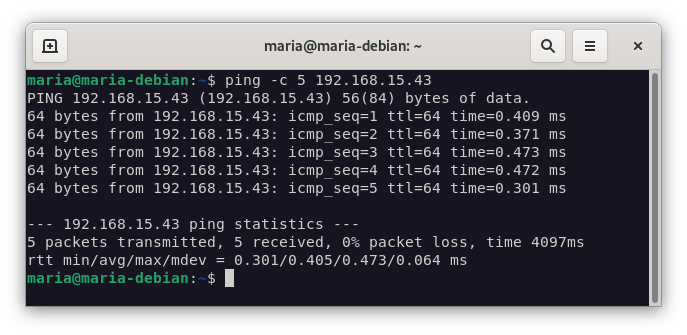 maria@maria-debian: ~
maria@maria-debian:~$ ping -c 5 192.168.15.43
PING 192.168.15.43 (192.168.15.43) 56(84) bytes of data.
64 bytes from 192.168.15.43: icmp_seq=1 ttl=64 time=0.409 ms
64 bytes from 192.168.15.43: icmp_seq=2 ttl=64 time=0.371 ms
64 bytes from 192.168.15.43: icmp_seq=3 ttl=64 time=0.473 ms
64 bytes from 192.168.15.43: icmp_seq=4 ttl=64 time=0.472 ms
64 bytes from 192.168.15.43: icmp_seq=5 ttl=64 time=0.301 ms
--- 192.168.15.43 ping statistics ---
5 packets transmitted, 5 received, 0% packet loss, time 4097ms
rtt min/avg/max/mdev = 0.301/0.405/0.473/0.064 ms
maria@maria-debian:~$